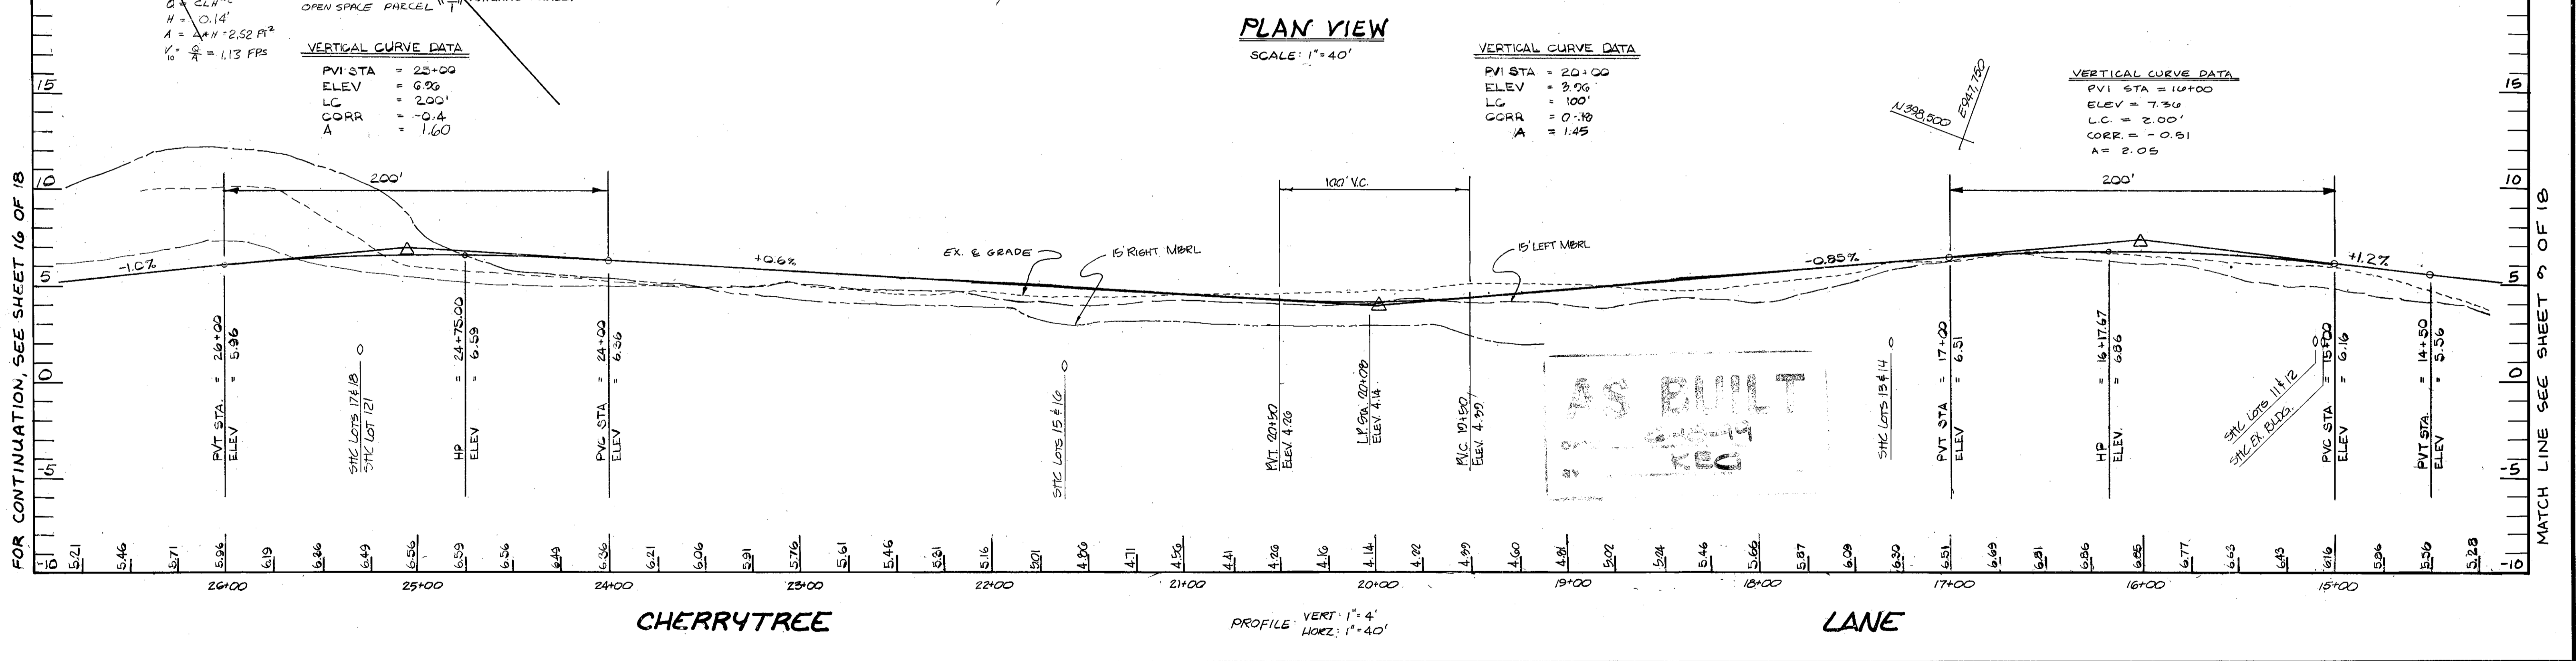 H = 0.14'
A = 4H = 2.52 FT²
V10 = Q/A = 1.13 FPS
OPEN SPACE PARCEL "T"
VERTICAL CURVE DATA
PVI STA = 25+00
ELEV = 6.96
LC = 200'
CORR = -0.4
A = 1.60
PLAN VIEW
SCALE: 1"=40'
VERTICAL CURVE DATA
PVI STA = 20+00
ELEV = 3.96
LC = 100'
CORR = 0.18
A = 1.45
N398,500
E947,750
VERTICAL CURVE DATA
PVI STA = 16+00
ELEV = 7.36
L.C. = 200'
CORR. = -0.51
A = 2.05
FOR CONTINUATION, SEE SHEET 16 OF 18
15
10
5
0
-5
-10
200'
100' V.C.
200'
-1.0%
+0.6%
EX. ℄ GRADE
15' RIGHT MBRL
15' LEFT MBRL
-0.85%
+1.2%
PVT STA. = 26+00
ELEV = 5.96
SHC LOTS 17&18
SHC LOT 121
HP = 24+75.00
ELEV = 6.59
PVC STA = 24+00
ELEV = 6.36
SHC LOTS 15&16
P.V.T. 20+50
ELEV. 4.26
L.P. STA. 20+08
ELEV. 4.14
P.V.C. 19+50
ELEV. 4.39
AS BUILT
BY KEG
SHC LOTS 13&14
PVT STA = 17+00
ELEV = 6.51
HP = 16+17.67
ELEV. = 6.86
SHC LOTS 11&12
SHC EX. BLDG.
PVC STA = 15+00
ELEV = 6.16
PVT STA. = 14+50
ELEV = 5.56
15
10
5
0
-5
-10
MATCH LINE SEE SHEET 9 OF 18
5.21 5.46 5.71 5.96 6.19 6.36 6.49 6.56 6.59 6.56 6.49 6.36 6.21 6.06 5.91 5.76 5.61 5.46 5.31 5.16 5.01 4.86 4.71 4.56 4.41 4.26 4.16 4.14 4.22 4.39 4.60 4.81 5.02 5.24 5.46 5.66 5.87 6.09 6.30 6.51 6.69 6.81 6.86 6.85 6.77 6.63 6.43 6.16 5.86 5.56 5.28
26+00 25+00 24+00 23+00 22+00 21+00 20+00 19+00 18+00 17+00 16+00 15+00
CHERRYTREE LANE
PROFILE: VERT: 1"=4'
HORZ: 1"=40'